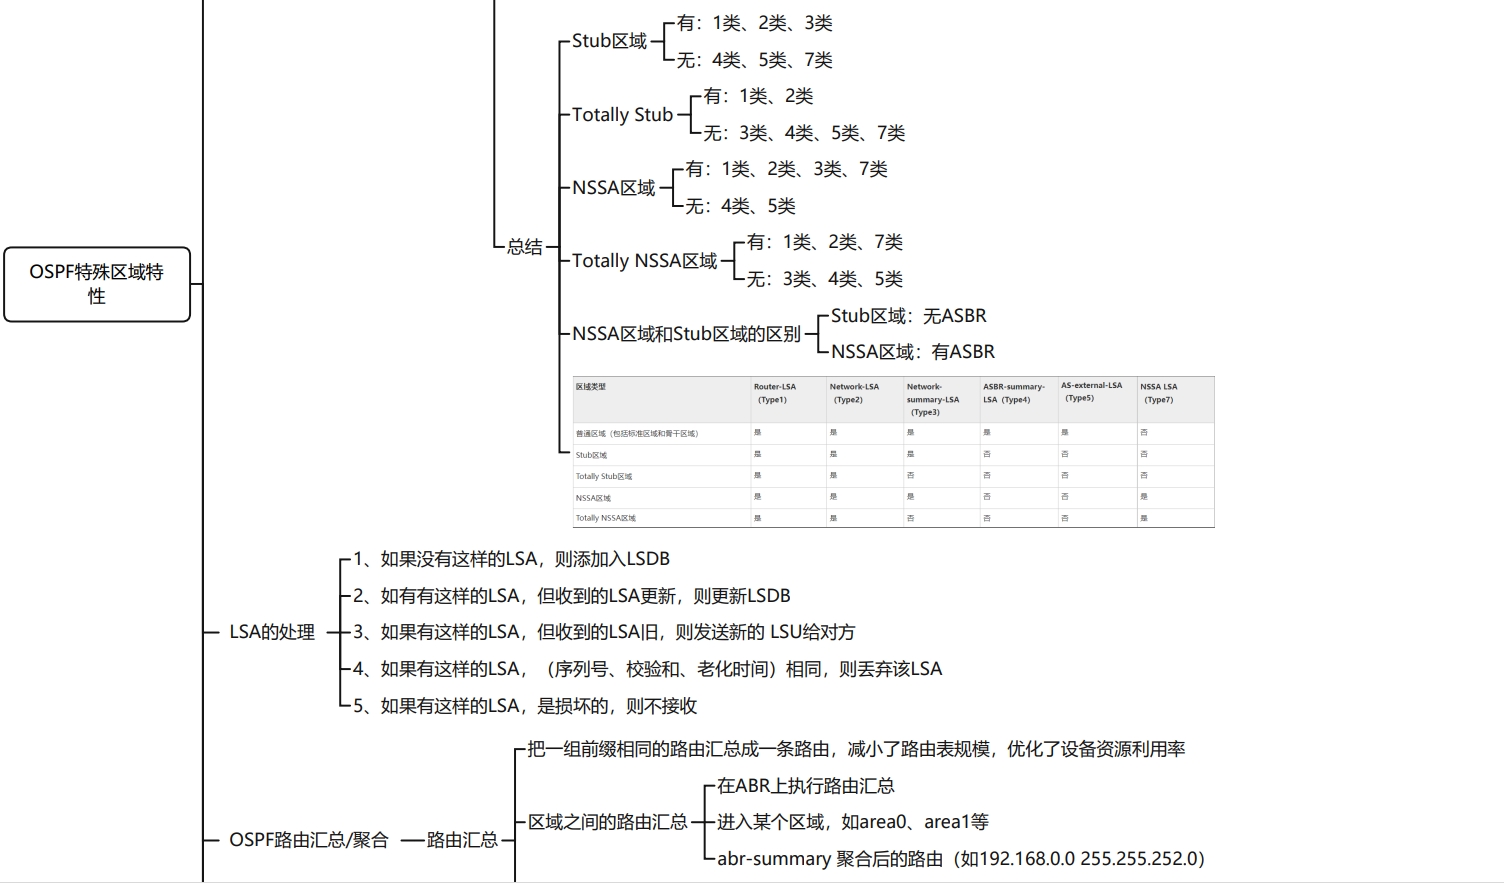 OSPF特殊区域特
性
总结
Stub区域
有：1类、2类、3类
无：4类、5类、7类
Totally Stub
有：1类、2类
无：3类、4类、5类、7类
NSSA区域
有：1类、2类、3类、7类
无：4类、5类
Totally NSSA区域
有：1类、2类、7类
无：3类、4类、5类
NSSA区域和Stub区域的区别
Stub区域：无ASBR
NSSA区域：有ASBR
区域类型 Router-LSA （Type1） Network-LSA （Type2） Network-summary-LSA （Type3） ASBR-summary-LSA（Type4） AS-external-LSA （Type5） NSSA LSA （Type7）
普通区域（包括标准区域和骨干区域） 是 是 是 是 是 否
Stub区域 是 是 是 否 否 否
Totally Stub区域 是 是 否 否 否 否
NSSA区域 是 是 是 否 否 是
Totally NSSA区域 是 是 否 否 否 是
LSA的处理
1、如果没有这样的LSA，则添加入LSDB
2、如有有这样的LSA，但收到的LSA更新，则更新LSDB
3、如果有这样的LSA，但收到的LSA旧，则发送新的 LSU给对方
4、如果有这样的LSA，（序列号、校验和、老化时间）相同，则丢弃该LSA
5、如果有这样的LSA，是损坏的，则不接收
OSPF路由汇总/聚合
路由汇总
把一组前缀相同的路由汇总成一条路由，减小了路由表规模，优化了设备资源利用率
区域之间的路由汇总
在ABR上执行路由汇总
进入某个区域，如area0、area1等
abr-summary 聚合后的路由（如192.168.0.0 255.255.252.0）